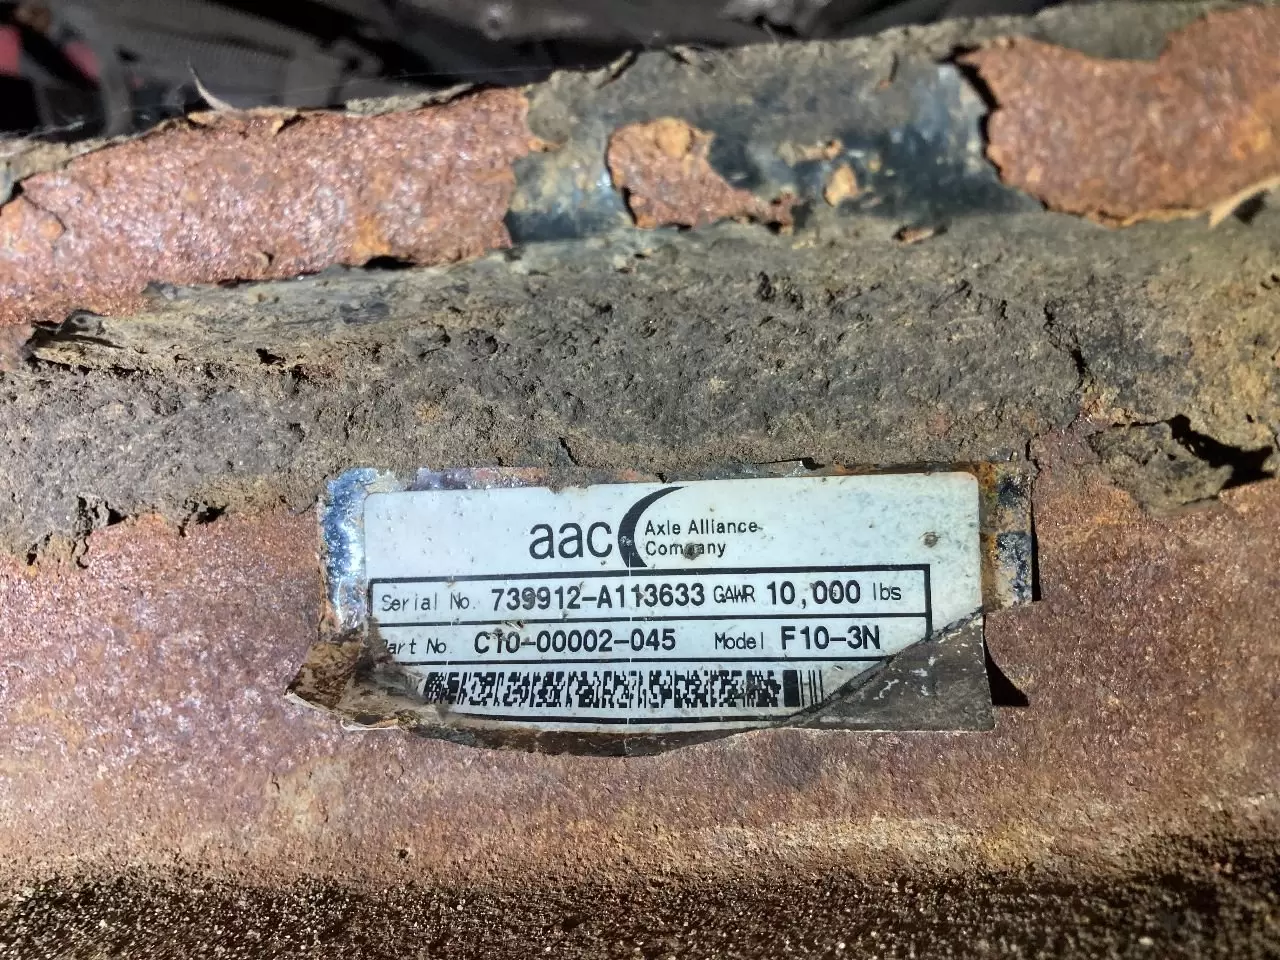 aac Axle Alliance
Company
Serial No. 739912-A113633 GAWR 10,000 lbs
Part No. C10-00002-045 Model F10-3N